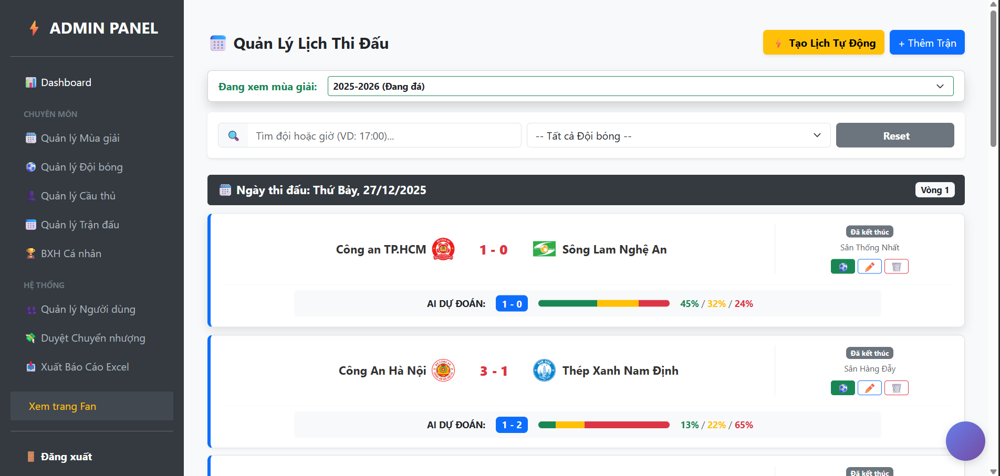 ADMIN PANEL
Dashboard
CHUYÊN MÔN
Quản lý Mùa giải
Quản lý Đội bóng
Quản lý Cầu thủ
Quản lý Trận đấu
BXH Cá nhân
HỆ THỐNG
Quản lý Người dùng
Duyệt Chuyển nhượng
Xuất Báo Cáo Excel
Xem trang Fan
Đăng xuất
Quản Lý Lịch Thi Đấu
Tạo Lịch Tự Động
+ Thêm Trận
Đang xem mùa giải:
2025-2026 (Đang đá)
Tìm đội hoặc giờ (VD: 17:00)...
-- Tất cả Đội bóng --
Reset
Ngày thi đấu: Thứ Bảy, 27/12/2025
Vòng 1
Công an TP.HCM
1 - 0
Sông Lam Nghệ An
Đã kết thúc
Sân Thống Nhất
AI DỰ ĐOÁN:
1 - 0
45% / 32% / 24%
Công An Hà Nội
3 - 1
Thép Xanh Nam Định
Đã kết thúc
Sân Hàng Đẫy
AI DỰ ĐOÁN:
1 - 2
13% / 22% / 65%
Đã kết thúc